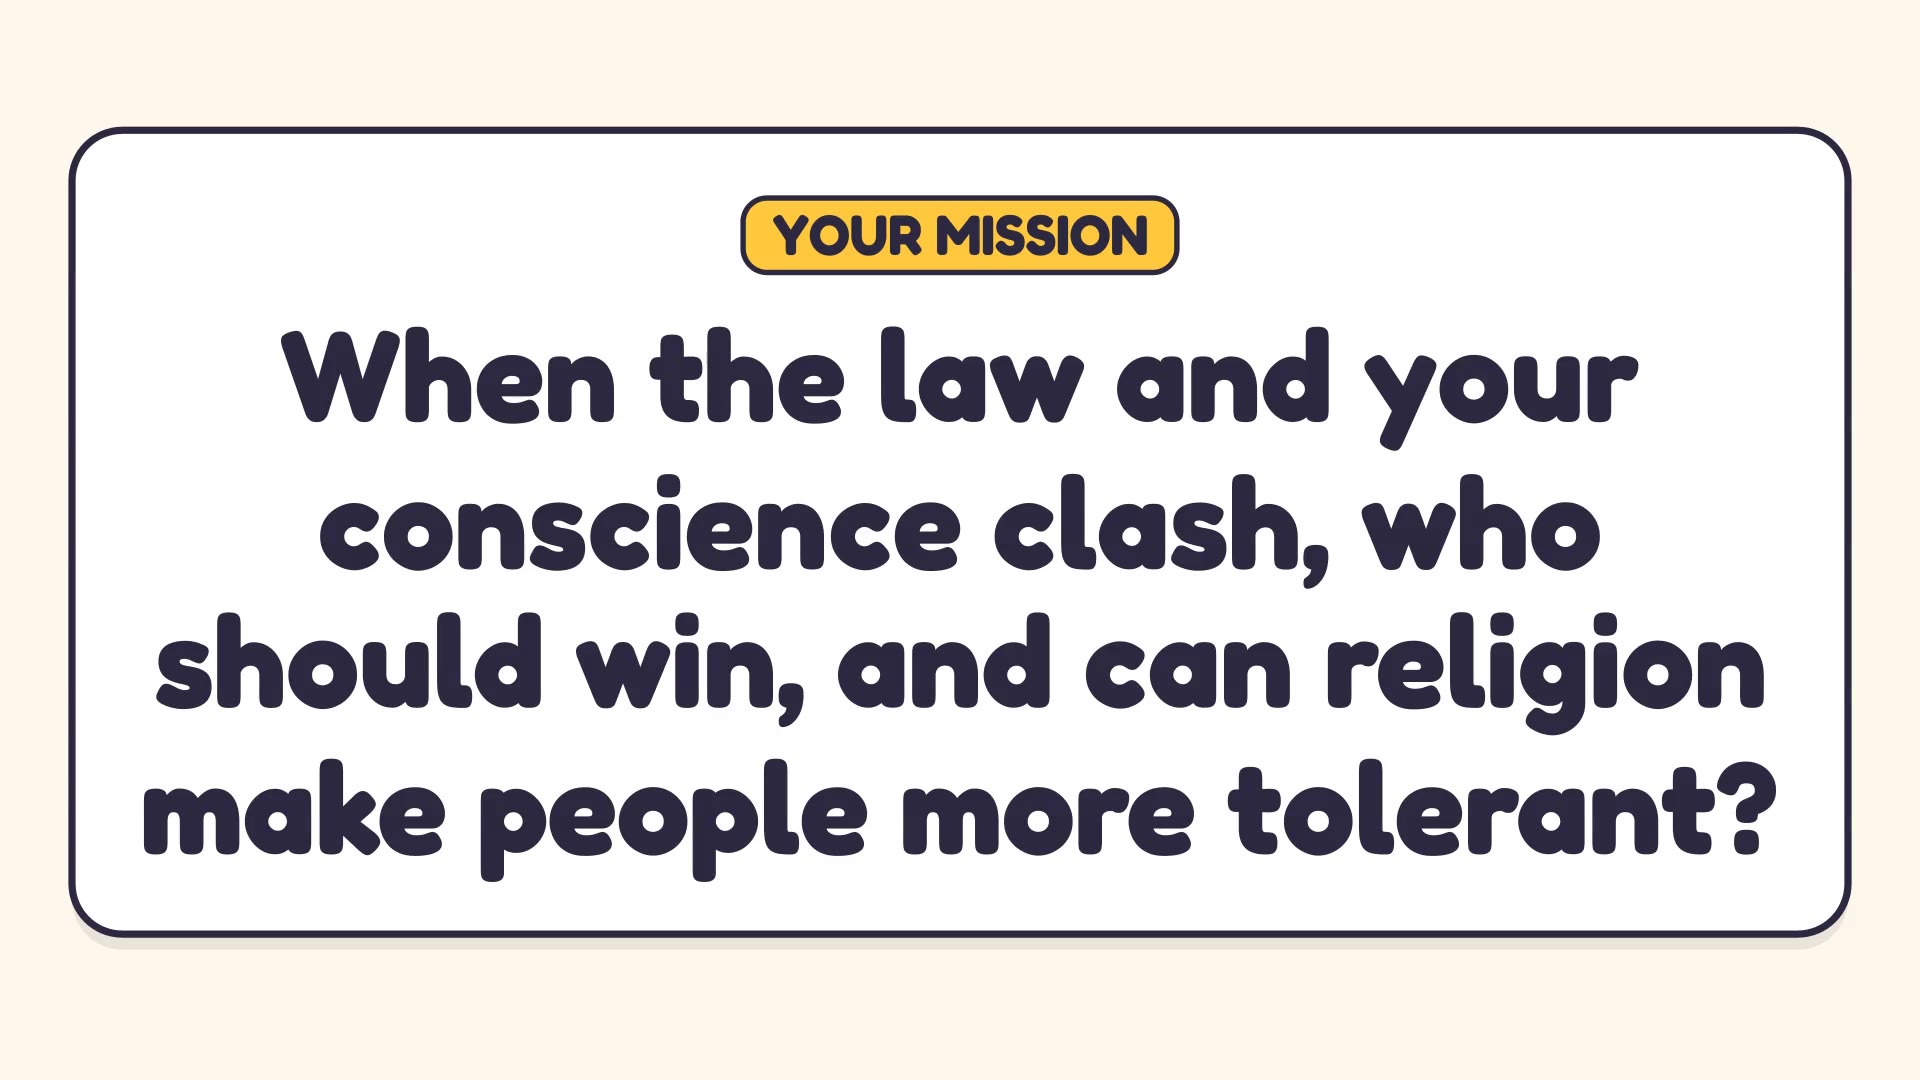 YOUR MISSION
When the law and your
conscience clash, who
should win, and can religion
make people more tolerant?